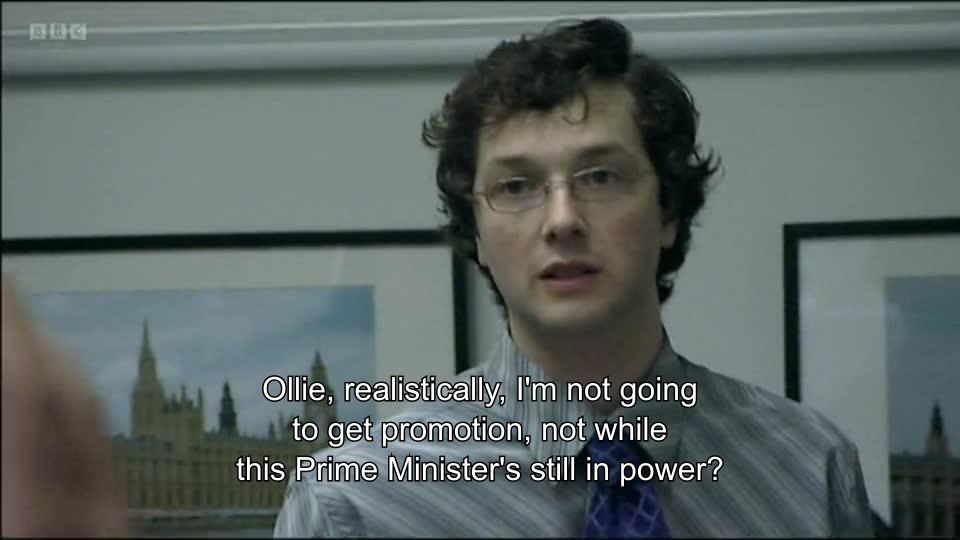 BBC
Ollie, realistically, I'm not going
to get promotion, not while
this Prime Minister's still in power?